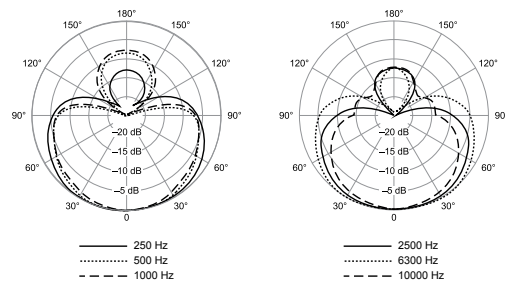 180° 180°
150° 150° 150° 150°
120° 120° 120° 120°
90° 90° 90° 90°
–20 dB –20 dB
–15 dB –15 dB
60° –10 dB 60° 60° –10 dB 60°
–5 dB –5 dB
30° 30° 30° 30°
0 0
250 Hz 2500 Hz
500 Hz 6300 Hz
1000 Hz 10000 Hz